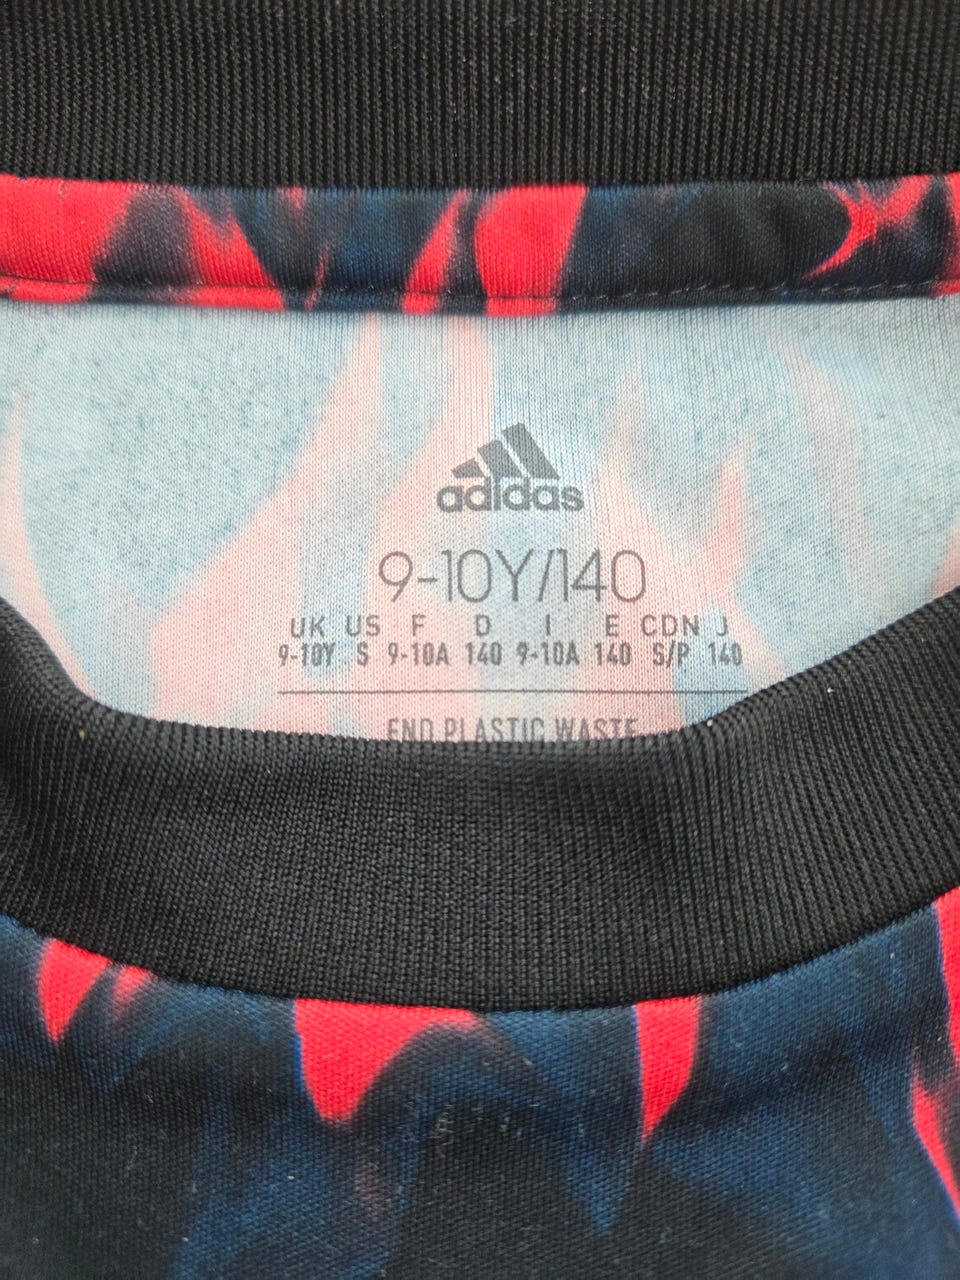 adidas
9-10Y/140
UK US F D I E CDN J
9-10Y S 9-10A 140 9-10A 140 S/P 140
END PLASTIC WASTE